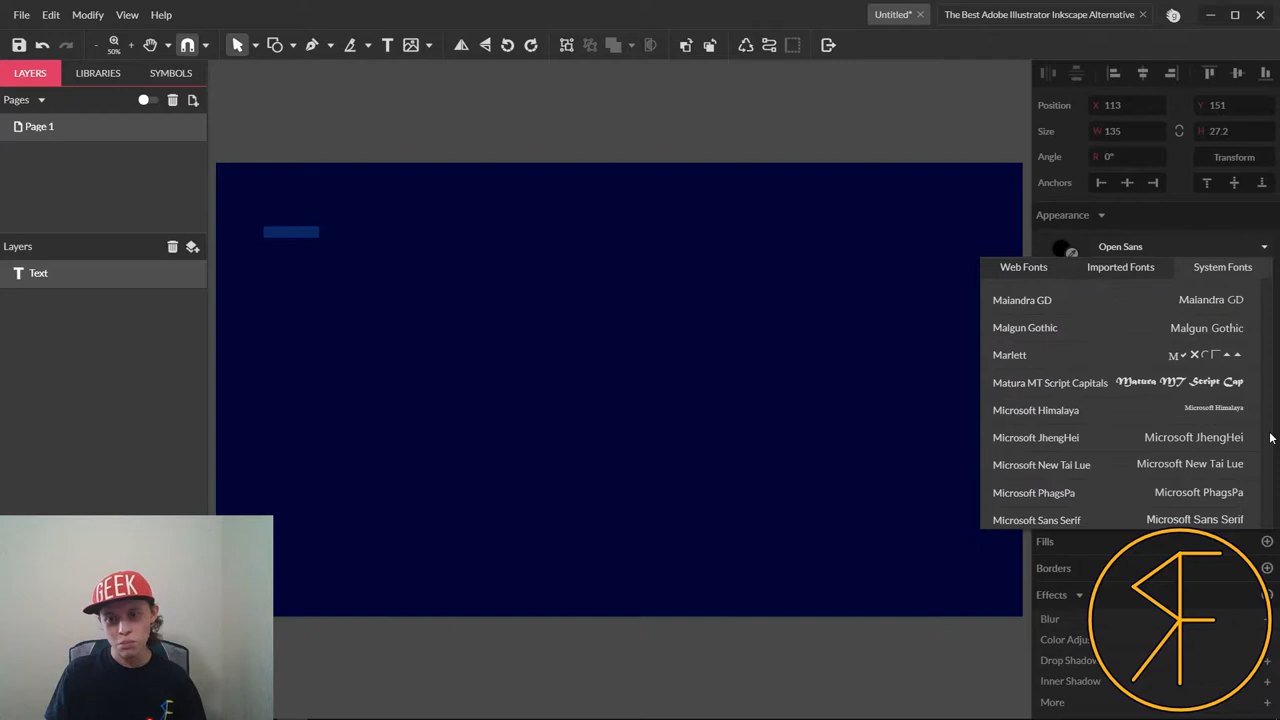 File Edit Modify View Help
Untitled* × The Best Adobe Illustrator Inkscape Alternative ×
- 50% +
LAYERS LIBRARIES SYMBOLS
Pages
Page 1
Layers
Text
Position X 113 Y 151
Size W 135 H 27.2
Angle R 0° Transform
Anchors
Appearance
Open Sans
Web Fonts Imported Fonts System Fonts
Maiandra GD Maiandra GD
Malgun Gothic Malgun Gothic
Marlett
Matura MT Script Capitals Matura MT Script Cap
Microsoft Himalaya Microsoft Himalaya
Microsoft JhengHei Microsoft JhengHei
Microsoft New Tai Lue Microsoft New Tai Lue
Microsoft PhagsPa Microsoft PhagsPa
Microsoft Sans Serif Microsoft Sans Serif
Fills
Borders
Effects
Blur
Color Adju
Drop Shadow
Inner Shadow
More
GEEK